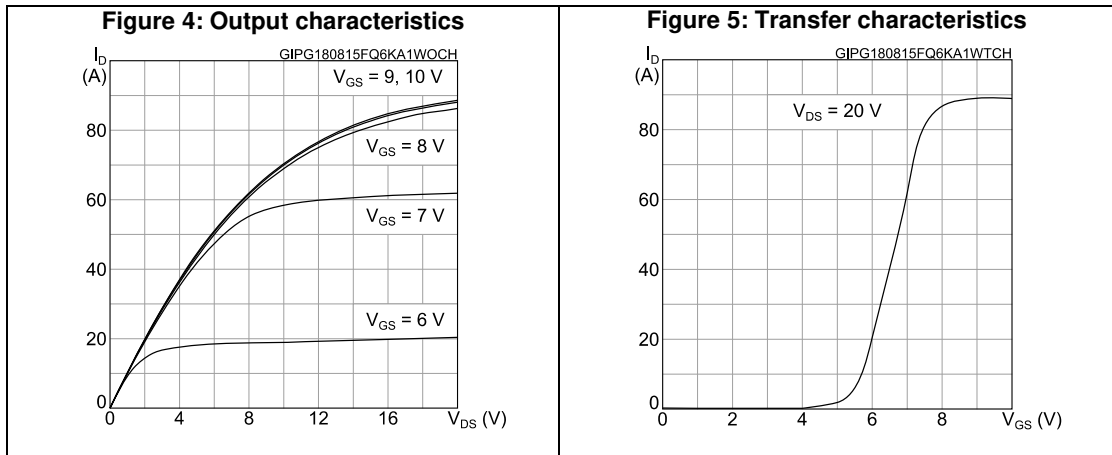 Figure 4: Output characteristics
GIPG180815FQ6KA1WOCH
I_D
(A)
V_GS = 9, 10 V
80
V_GS = 8 V
60
V_GS = 7 V
40
20
V_GS = 6 V
0
0 4 8 12 16 V_DS (V)
Figure 5: Transfer characteristics
GIPG180815FQ6KA1WTCH
I_D
(A)
V_DS = 20 V
80
60
40
20
0
0 2 4 6 8 V_GS (V)